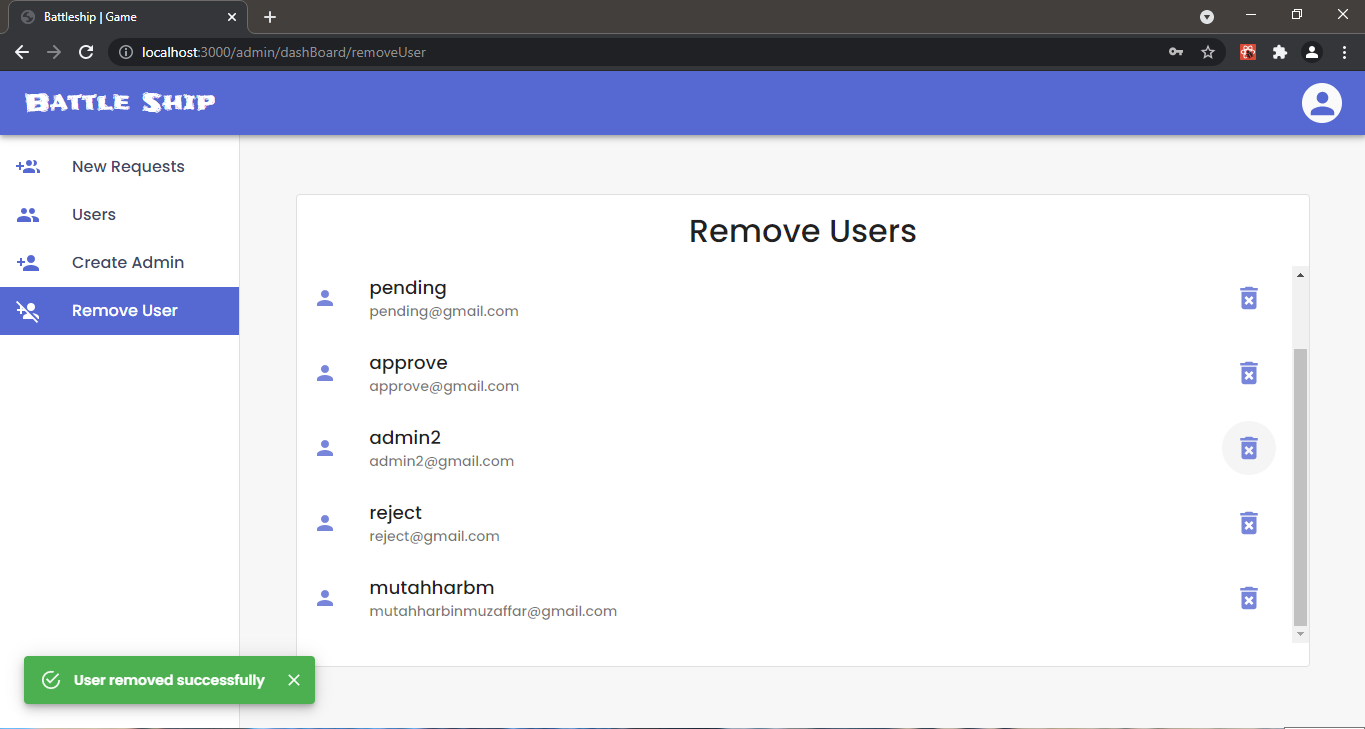 Battleship | Game
localhost:3000/admin/dashBoard/removeUser
Battle Ship
New Requests
Users
Create Admin
Remove User
Remove Users
pending
pending@gmail.com
approve
approve@gmail.com
admin2
admin2@gmail.com
reject
reject@gmail.com
mutahharbm
mutahharbinmuzaffar@gmail.com
User removed successfully